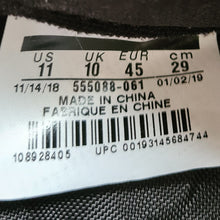 US UK EUR cm
11 10 45 29
11/14/18 555088-061 01/02/19
MADE IN CHINA
FABRIQUE EN CHINE
108928405 UPC 00193145684744